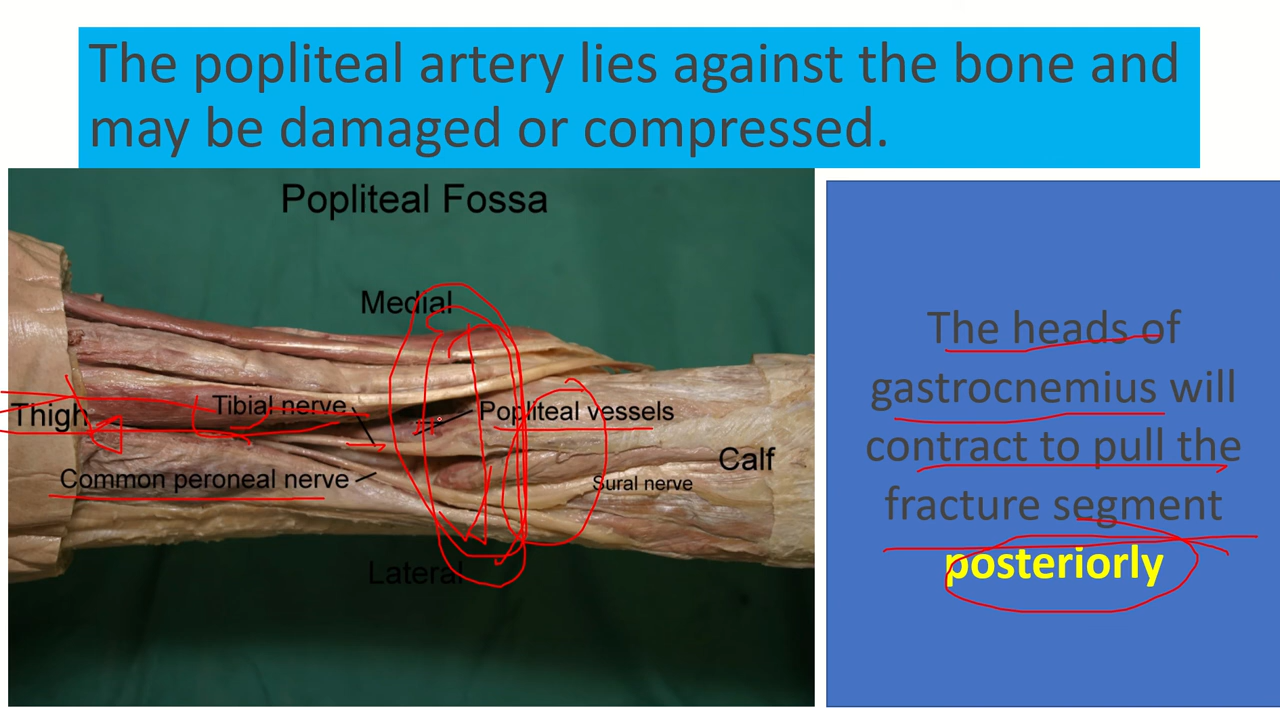 The popliteal artery lies against the bone and
may be damaged or compressed.
Popliteal Fossa
Medial
Thigh
Tibial nerve
Popliteal vessels
Common peroneal nerve
Calf
Sural nerve
Lateral
The heads of
gastrocnemius will
contract to pull the
fracture segment
posteriorly